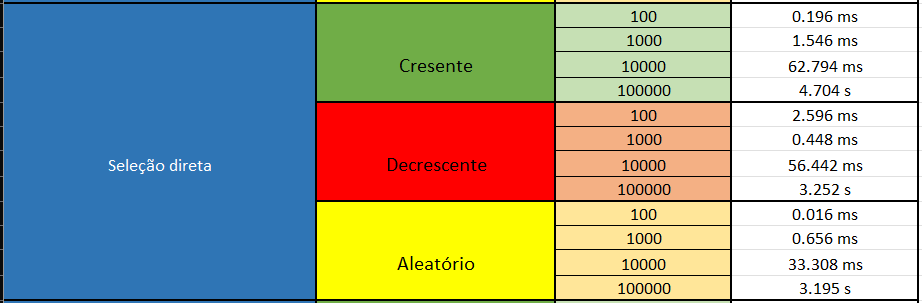 Seleção direta
Cresente
100 0.196 ms
1000 1.546 ms
10000 62.794 ms
100000 4.704 s
Decrescente
100 2.596 ms
1000 0.448 ms
10000 56.442 ms
100000 3.252 s
Aleatório
100 0.016 ms
1000 0.656 ms
10000 33.308 ms
100000 3.195 s